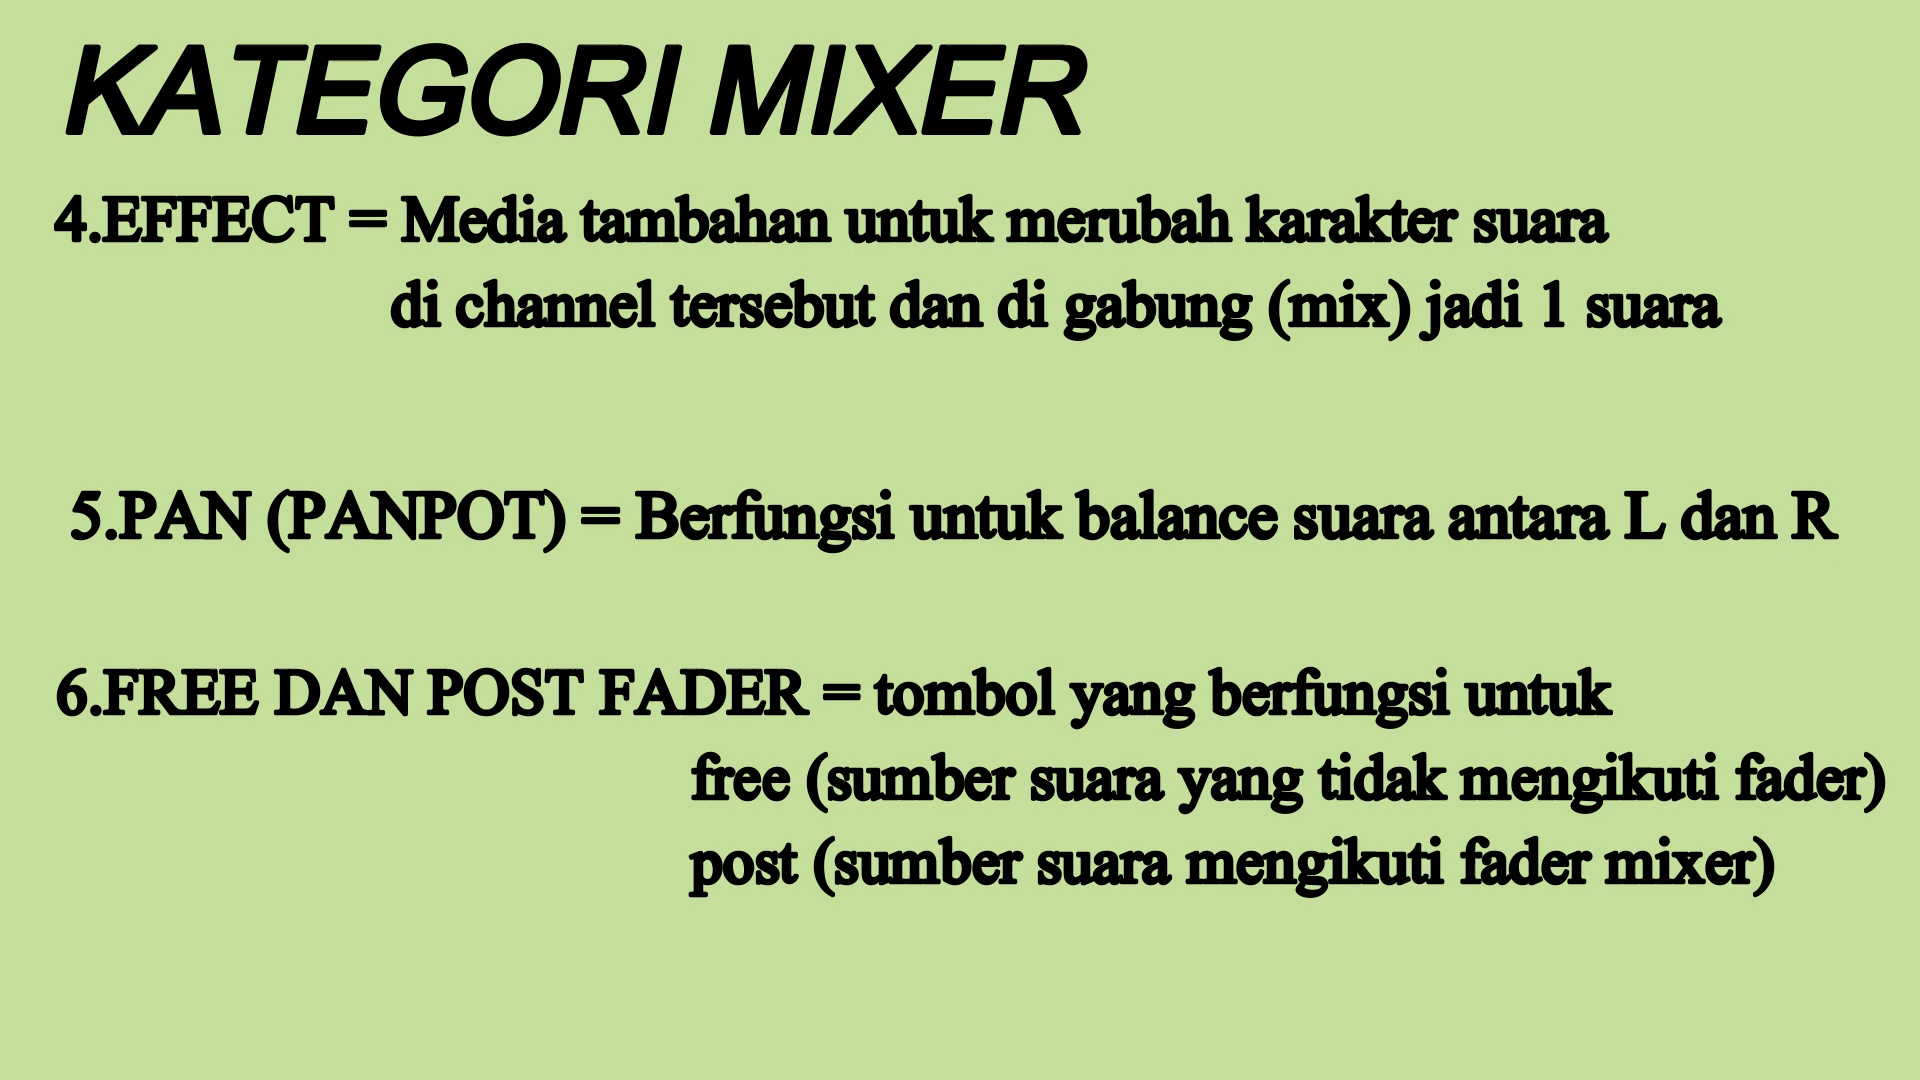 KATEGORI MIXER
4.EFFECT = Media tambahan untuk merubah karakter suara
di channel tersebut dan di gabung (mix) jadi 1 suara
5.PAN (PANPOT) = Berfungsi untuk balance suara antara L dan R
6.FREE DAN POST FADER = tombol yang berfungsi untuk
free (sumber suara yang tidak mengikuti fader)
post (sumber suara mengikuti fader mixer)